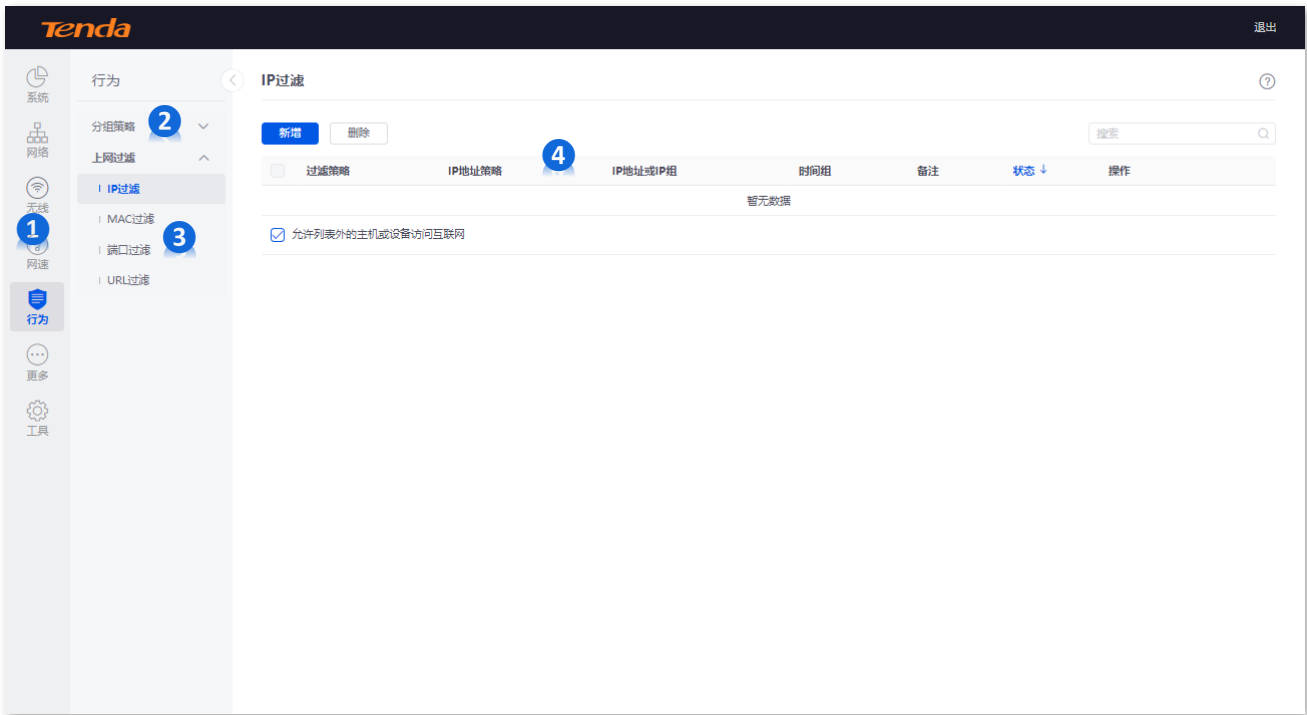 Tenda
退出
系统
网络
无线
1
网速
行为
更多
工具
行为
分组策略
2
上网过滤
IP过滤
MAC过滤
端口过滤
3
URL过滤
IP过滤
新增 删除
搜索
4
过滤策略 IP地址策略 IP地址或IP组 时间组 备注 状态↓ 操作
暂无数据
允许列表外的主机或设备访问互联网